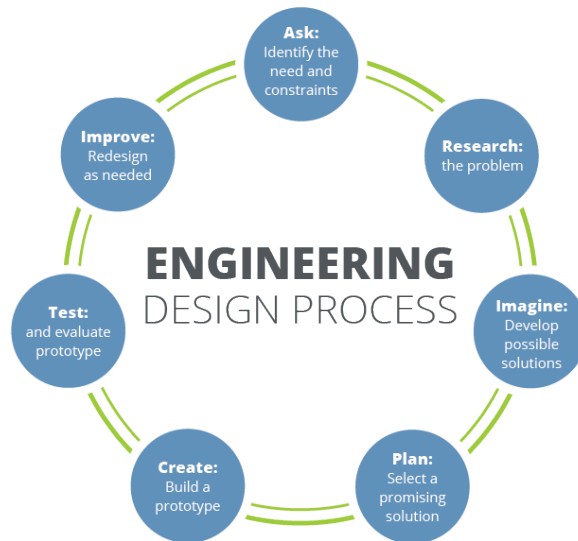 Ask:
Identify the
need and
constraints
Research:
the problem
Imagine:
Develop
possible
solutions
Plan:
Select a
promising
solution
Create:
Build a
prototype
Test:
and evaluate
prototype
Improve:
Redesign
as needed
ENGINEERING
DESIGN PROCESS